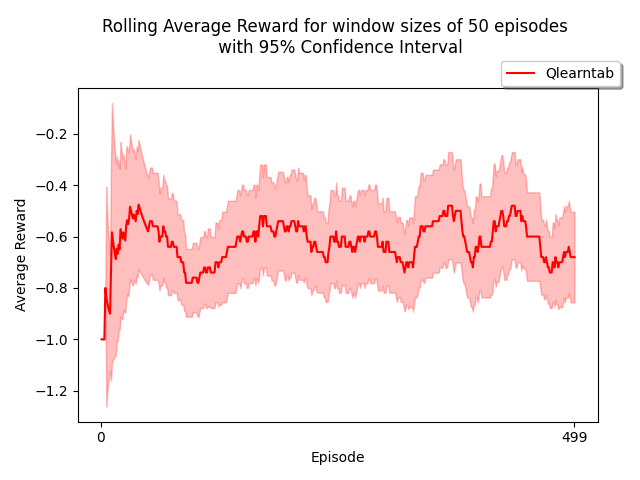 Rolling Average Reward for window sizes of 50 episodes
with 95% Confidence Interval
Qlearntab
Average Reward
−0.2
−0.4
−0.6
−0.8
−1.0
−1.2
0
499
Episode